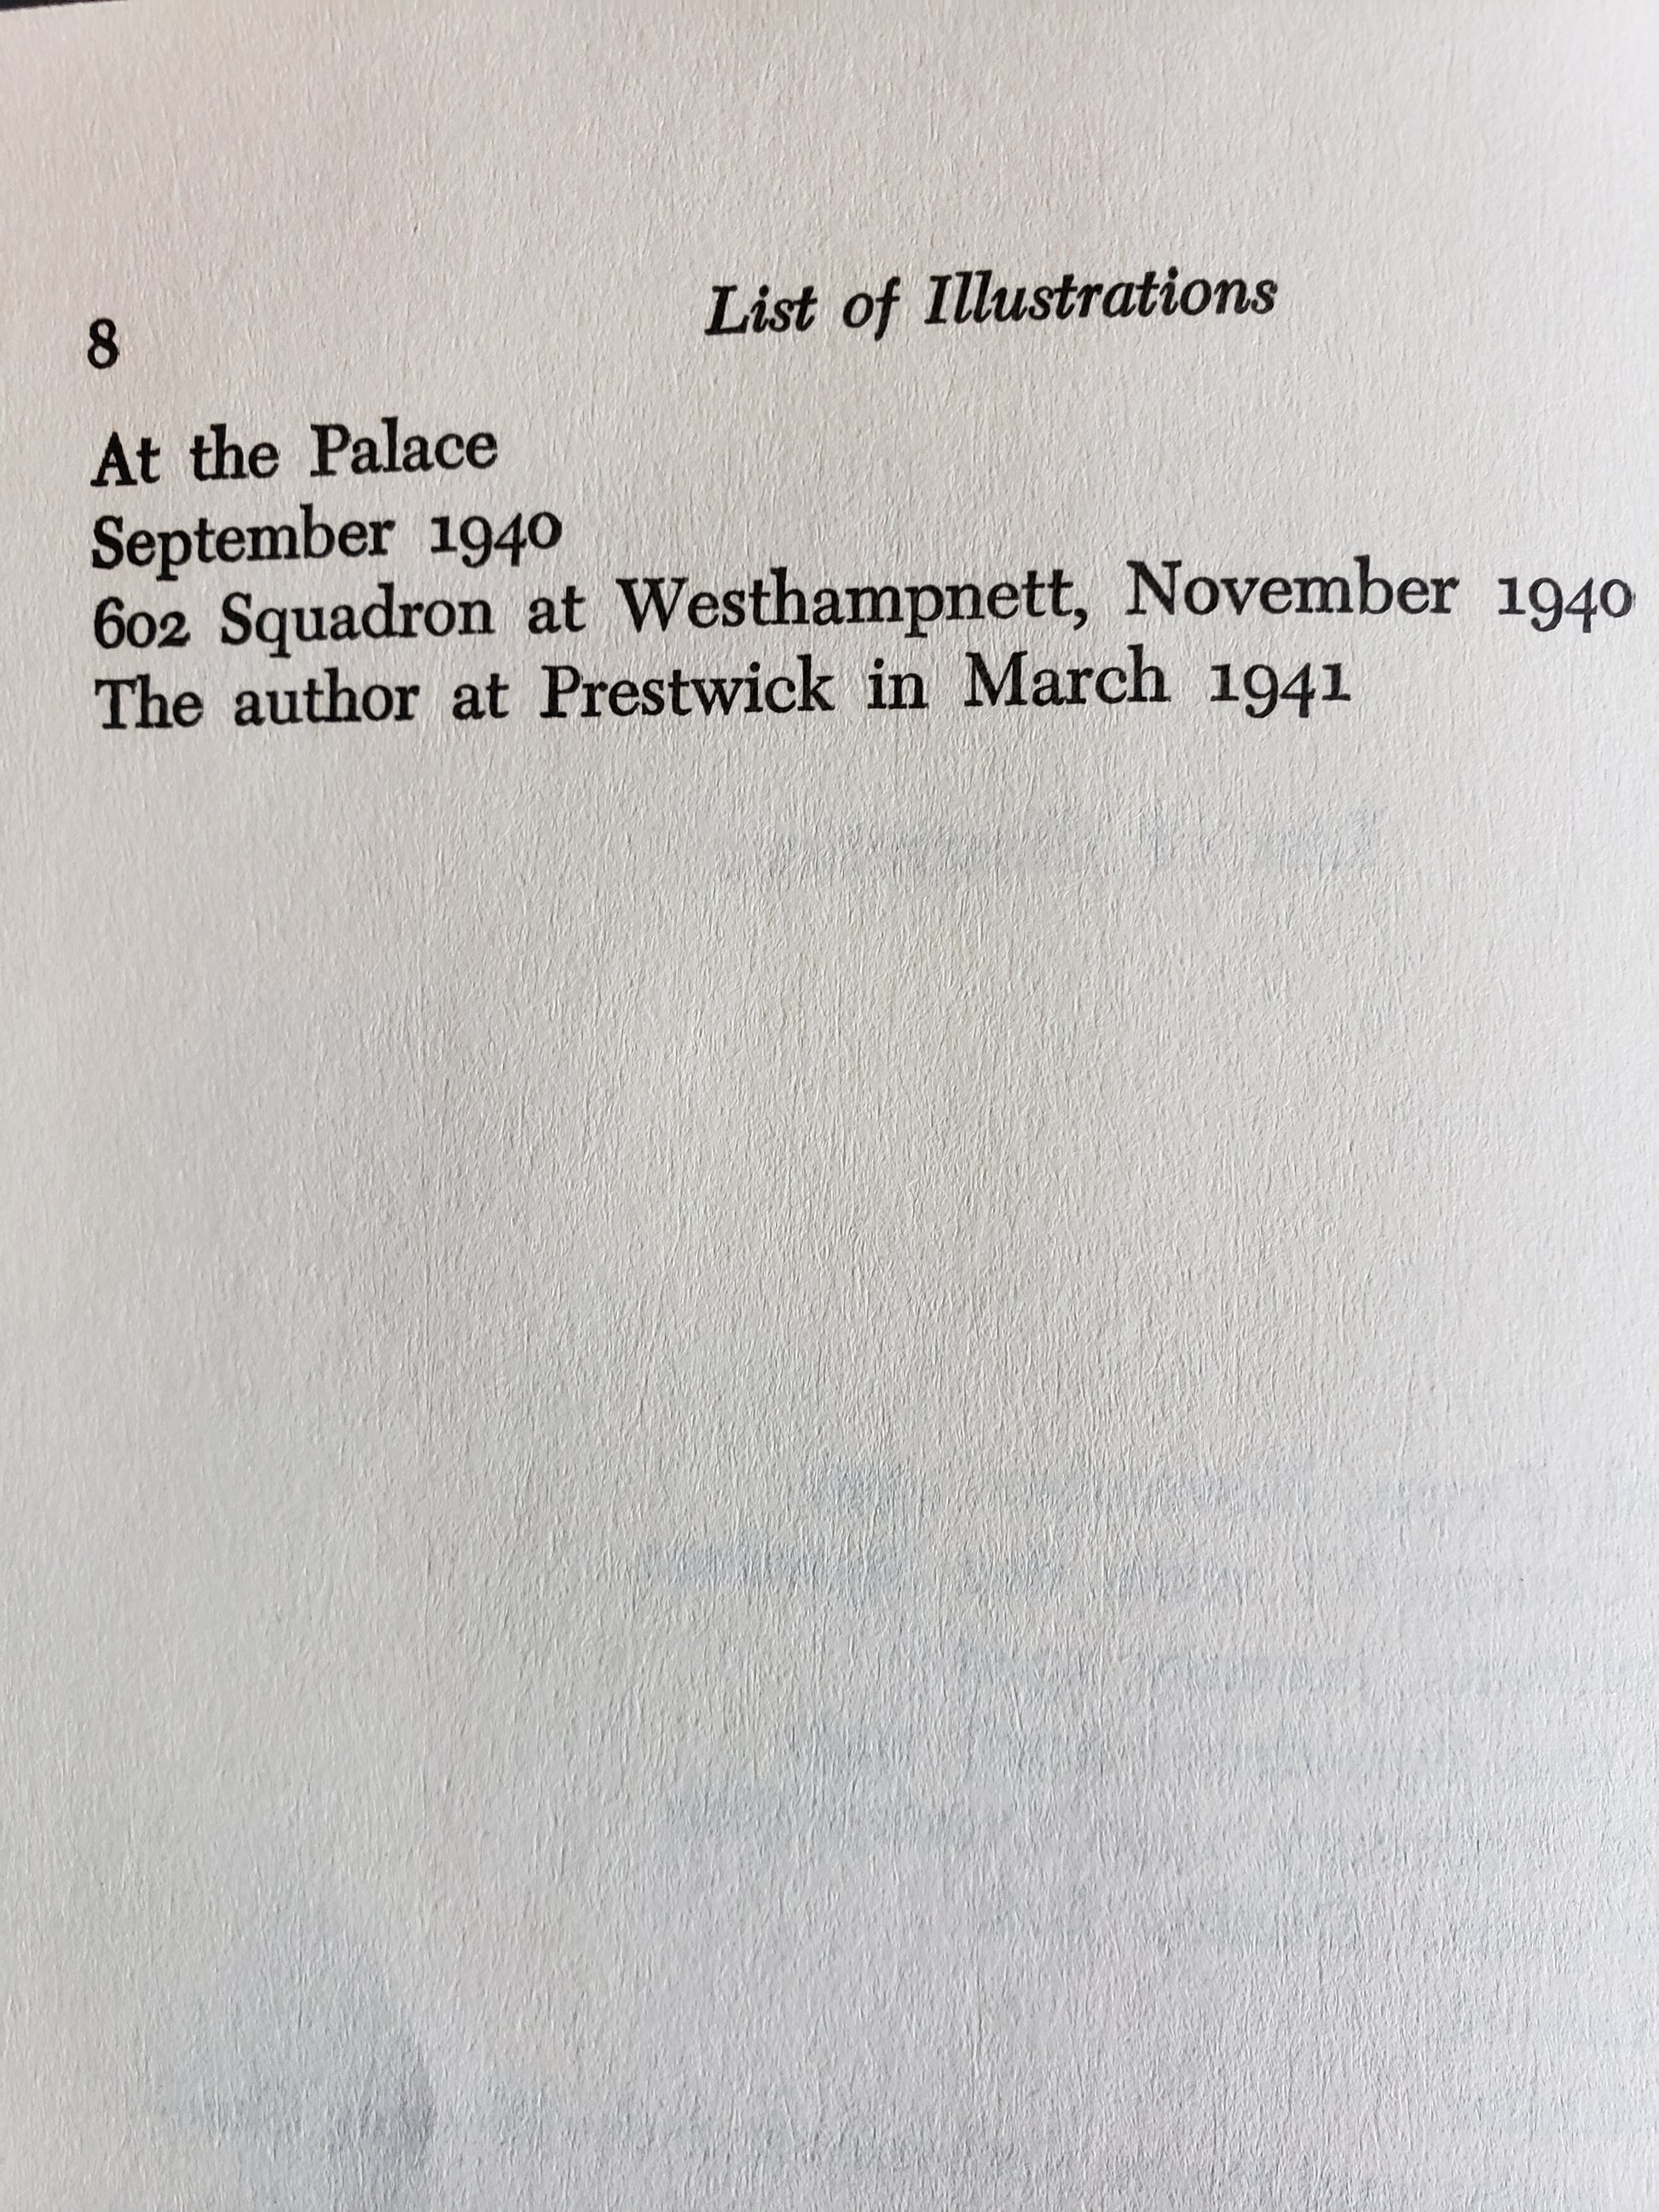 8 List of Illustrations
At the Palace
September 1940
602 Squadron at Westhampnett, November 1940
The author at Prestwick in March 1941